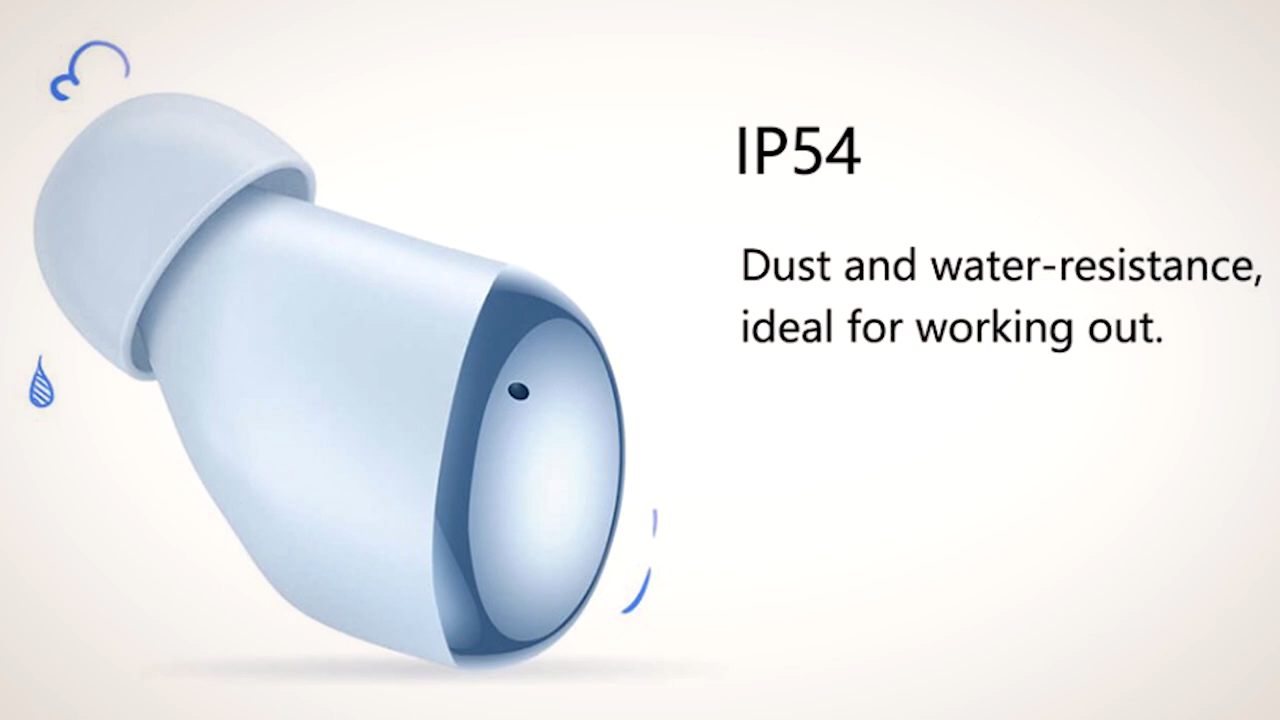 IP54
Dust and water-resistance,
ideal for working out.